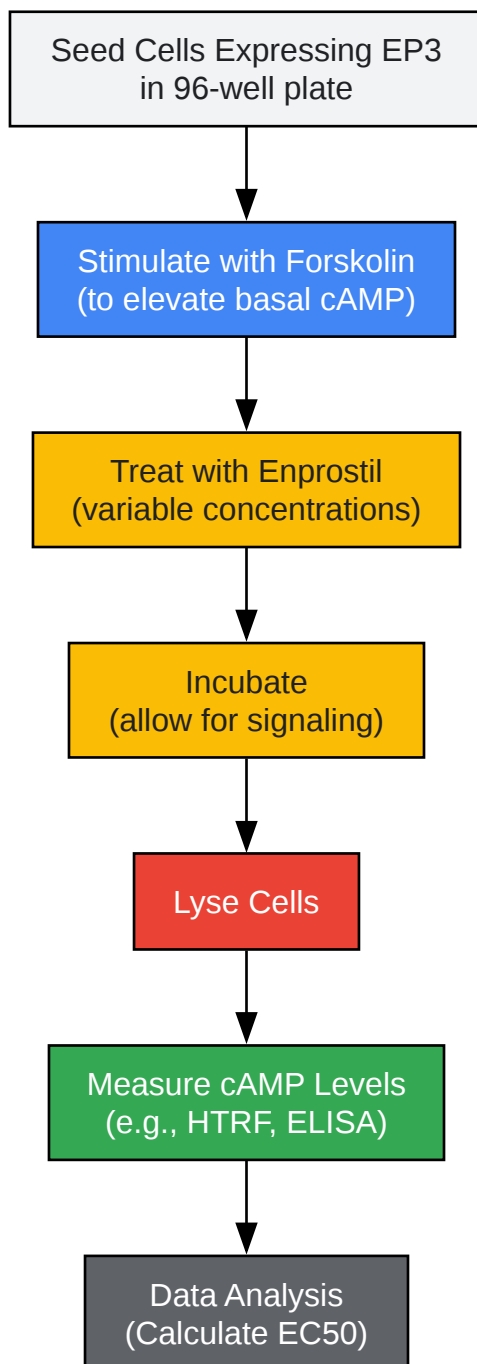 Seed Cells Expressing EP3
in 96-well plate
Stimulate with Forskolin
(to elevate basal cAMP)
Treat with Enprostil
(variable concentrations)
Incubate
(allow for signaling)
Lyse Cells
Measure cAMP Levels
(e.g., HTRF, ELISA)
Data Analysis
(Calculate EC50)